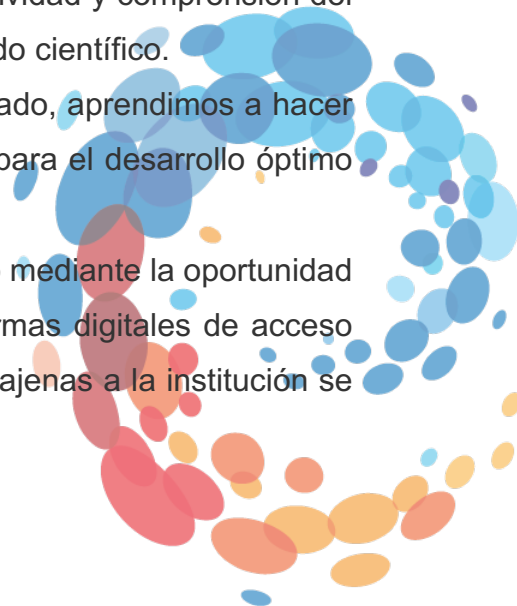 ividad y comprensión del
do científico.
ado, aprendimos a hacer
para el desarrollo óptimo
mediante la oportunidad
rmas digitales de acceso
ajenas a la institución se